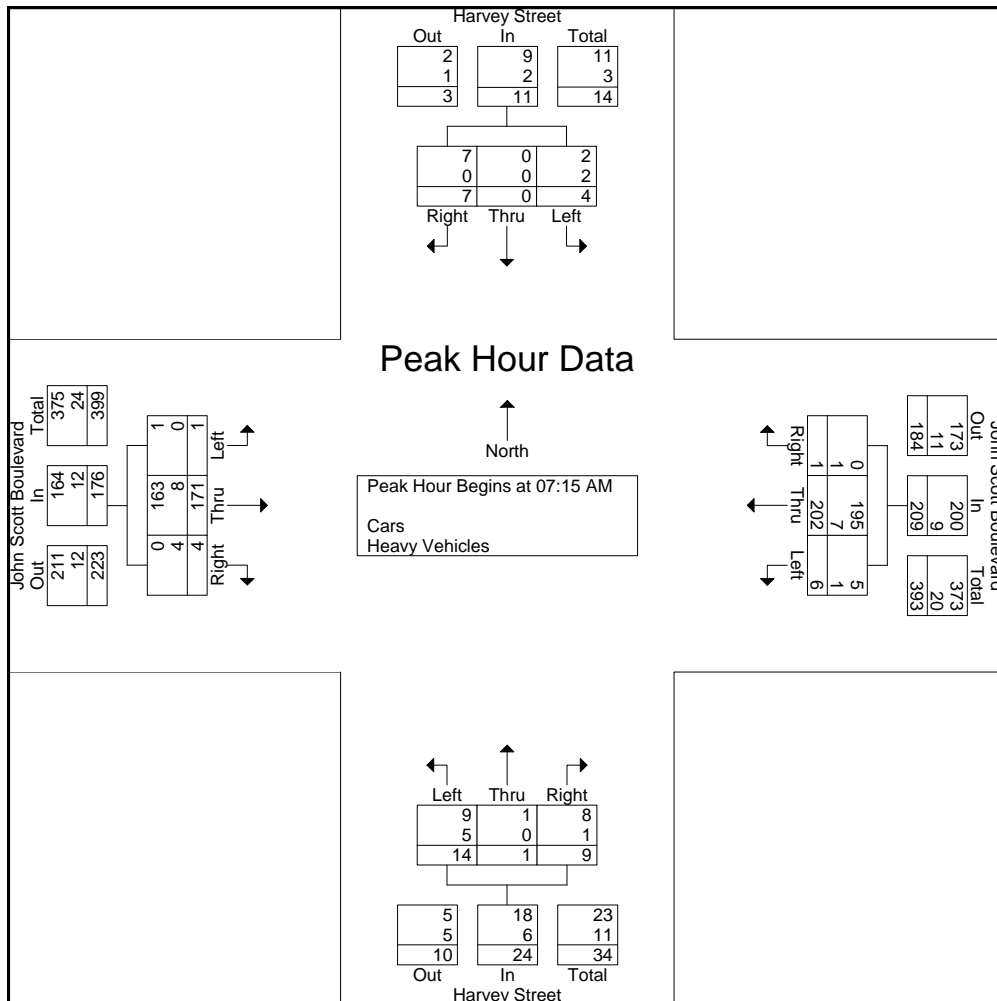 Harvey Street
Out In Total
2 9 11
1 2 3
3 11 14
7 0 2
0 0 2
7 0 4
Right Thru Left
Peak Hour Data
North
Peak Hour Begins at 07:15 AM
Cars
Heavy Vehicles
John Scott Boulevard
Out In Total
211 164 375
12 12 24
223 176 399
1 163 0
0 8 4
1 171 4
Left Thru Right
John Scott Boulevard
Out In Total
173 200 373
11 9 20
184 209 393
0 195 5
1 7 1
1 202 6
Right Thru Left
Left Thru Right
9 1 8
5 0 1
14 1 9
5 18 23
5 6 11
10 24 34
Out In Total
Harvey Street